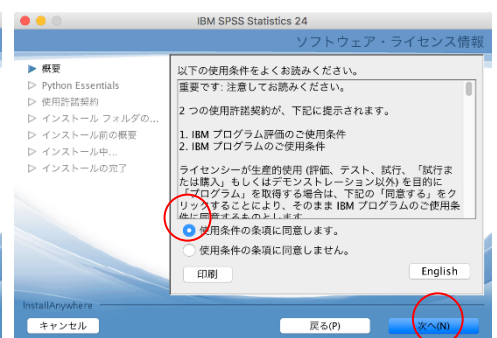 IBM SPSS Statistics 24
ソフトウェア・ライセンス情報
概要
Python Essentials
使用許諾契約
インストール フォルダの...
インストール前の概要
インストール中...
インストールの完了
以下の使用条件をよくお読みください。
重要です: 注意してお読みください。
2 つの使用許諾契約が、下記に提示されます。
1. IBM プログラム評価のご使用条件
2. IBM プログラムのご使用条件
ライセンシーが生産的使用 (評価、テスト、試行、「試行ま
たは購入」もしくはデモンストレーション以外) を目的に
「プログラム」を取得する場合は、下記の「同意する」をク
リックすることにより、そのまま IBM プログラムのご使用条
件に同意するものとします
使用条件の条項に同意します。
使用条件の条項に同意しません。
印刷
English
InstallAnywhere
キャンセル
戻る(P)
次へ(N)